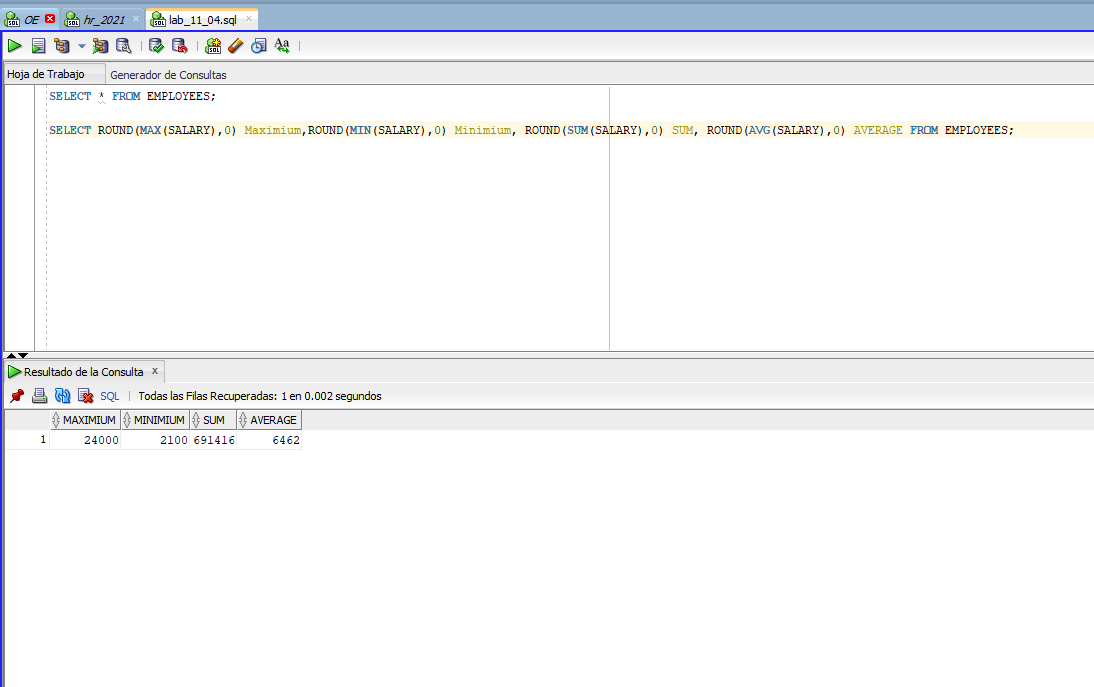 OE hr_2021 lab_11_04.sql
Hoja de Trabajo Generador de Consultas
SELECT * FROM EMPLOYEES;
SELECT ROUND(MAX(SALARY),0) Maximium,ROUND(MIN(SALARY),0) Minimium, ROUND(SUM(SALARY),0) SUM, ROUND(AVG(SALARY),0) AVERAGE FROM EMPLOYEES;
Resultado de la Consulta x
SQL | Todas las Filas Recuperadas: 1 en 0.002 segundos
MAXIMIUM MINIMIUM SUM AVERAGE
1 24000 2100 691416 6462